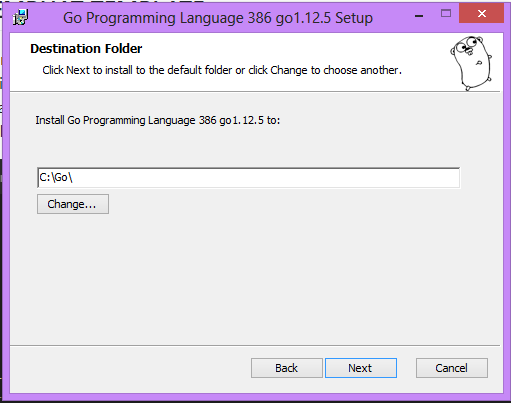 Go Programming Language 386 go1.12.5 Setup
Destination Folder
Click Next to install to the default folder or click Change to choose another.
Install Go Programming Language 386 go1.12.5 to:
C:\Go\
Change...
Back
Next
Cancel